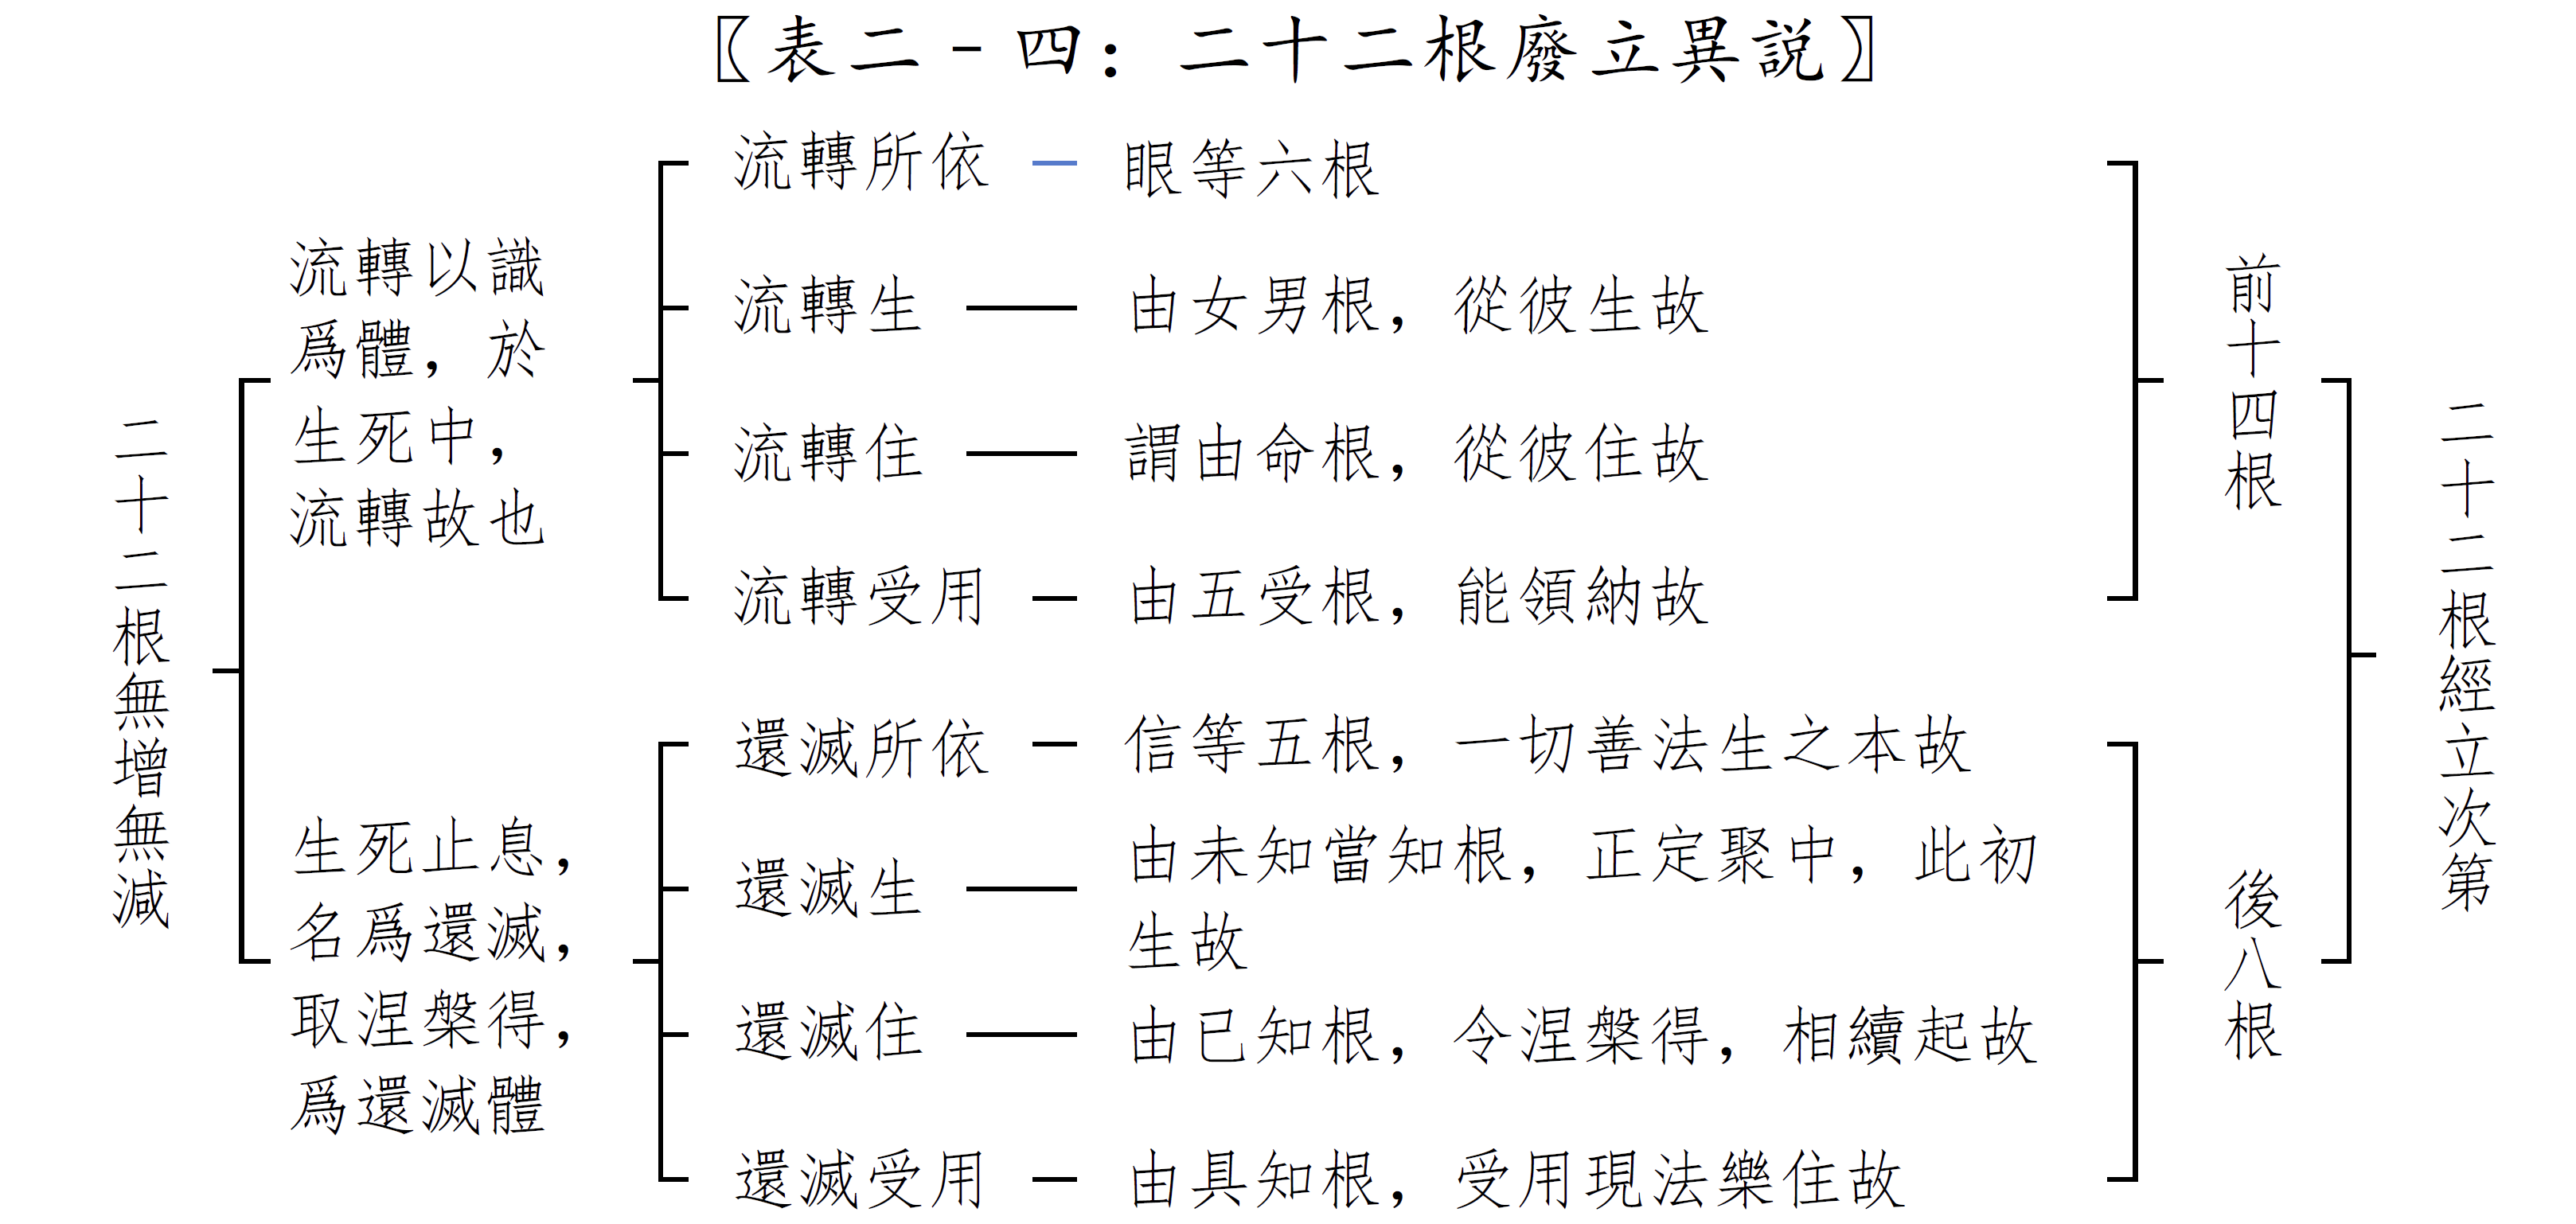 〖表二-四：二十二根廢立異説〗
二十二根無增無減
流轉以識
爲體，於
生死中，
流轉故也
流轉所依
眼等六根
流轉生
由女男根，從彼生故
流轉住
謂由命根，從彼住故
流轉受用
由五受根，能領納故
前十四根
生死止息，
名爲還滅，
取涅槃得，
爲還滅體
還滅所依
信等五根，一切善法生之本故
還滅生
由未知當知根，正定聚中，此初
生故
還滅住
由已知根，令涅槃得，相續起故
還滅受用
由具知根，受用現法樂住故
後八根
二十二根經立次第